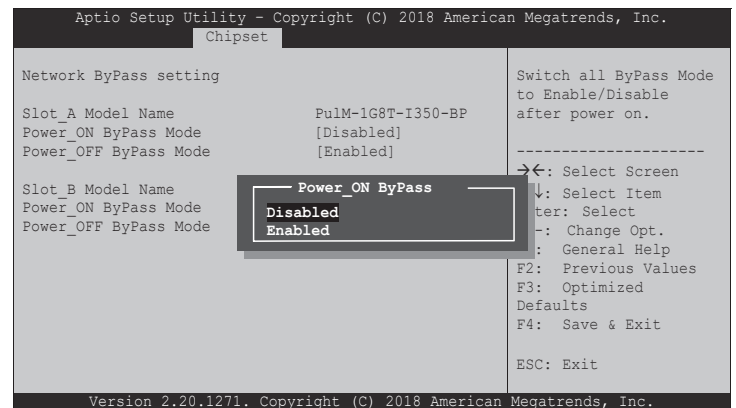 Aptio Setup Utility – Copyright (C) 2018 American Megatrends, Inc.
Chipset
Network ByPass setting
Slot_A Model Name PulM-1G8T-I350-BP
Power_ON ByPass Mode [Disabled]
Power_OFF ByPass Mode [Enabled]
Slot_B Model Name
Power_ON ByPass Mode
Power_OFF ByPass Mode
Power_ON ByPass
Disabled
Enabled
Switch all ByPass Mode
to Enable/Disable
after power on.
---------------------
→←: Select Screen
↓: Select Item
ter: Select
-: Change Opt.
: General Help
F2: Previous Values
F3: Optimized
Defaults
F4: Save & Exit
ESC: Exit
Version 2.20.1271. Copyright (C) 2018 American Megatrends, Inc.